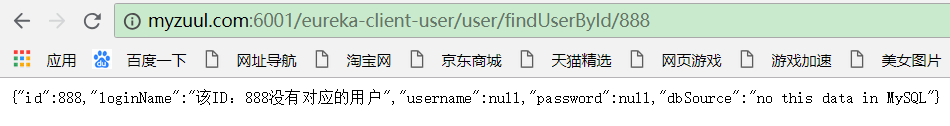 myzuul.com:6001/eureka-client-user/user/findUserById/888
应用 百度一下 网址导航 淘宝网 京东商城 天猫精选 网页游戏 游戏加速 美女图片
{"id":888,"loginName":"该ID：888没有对应的用户","username":null,"password":null,"dbSource":"no this data in MySQL"}